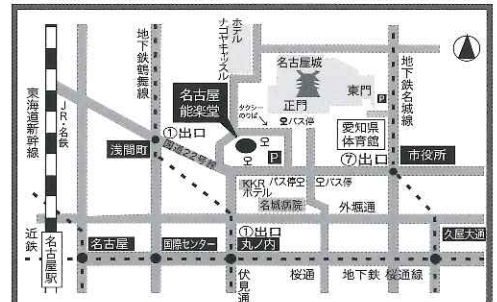 ホテル
ナゴヤキャッスル
地下鉄鶴舞線
名古屋城
東門
正門
P
地下鉄名城線
東海道新幹線
JR・名鉄
名古屋
能楽堂
タクシー
のりば
バス停
愛知県
体育館
①出口
国道22号線
浅間町
P
⑦出口
市役所
KKR
ホテル
バス停
バス停
名城病院
外堀通
近鉄
名古屋駅
名古屋
国際センター
①出口
丸ノ内
久屋大通
伏見通
桜通
地下鉄 桜通線